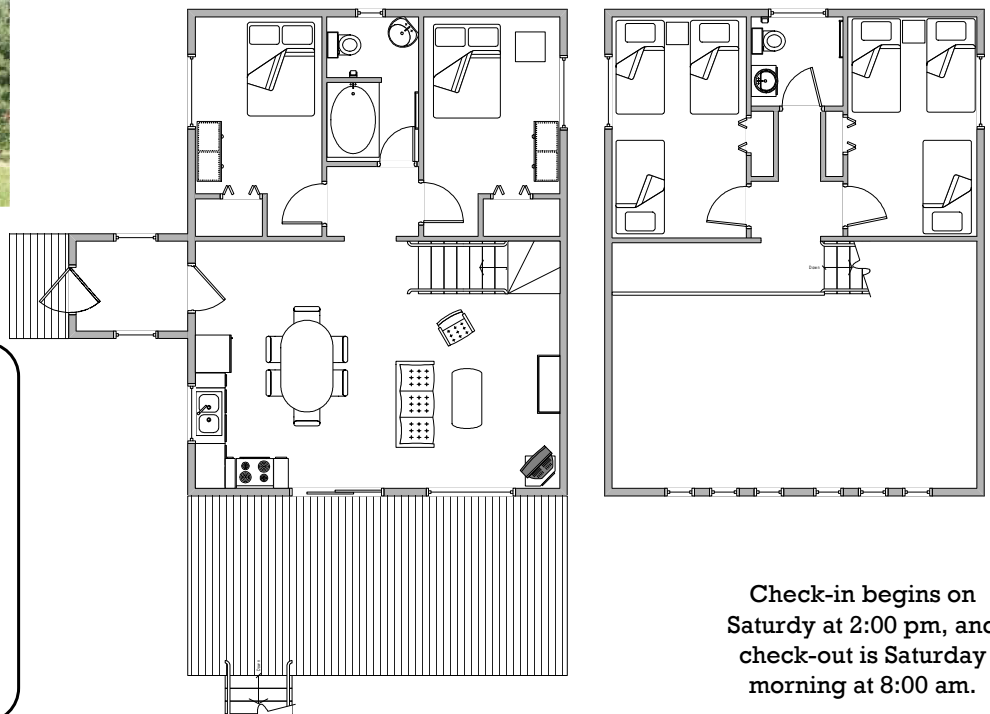 Down
Check-in begins on
Saturdy at 2:00 pm, and
check-out is Saturday
morning at 8:00 am.